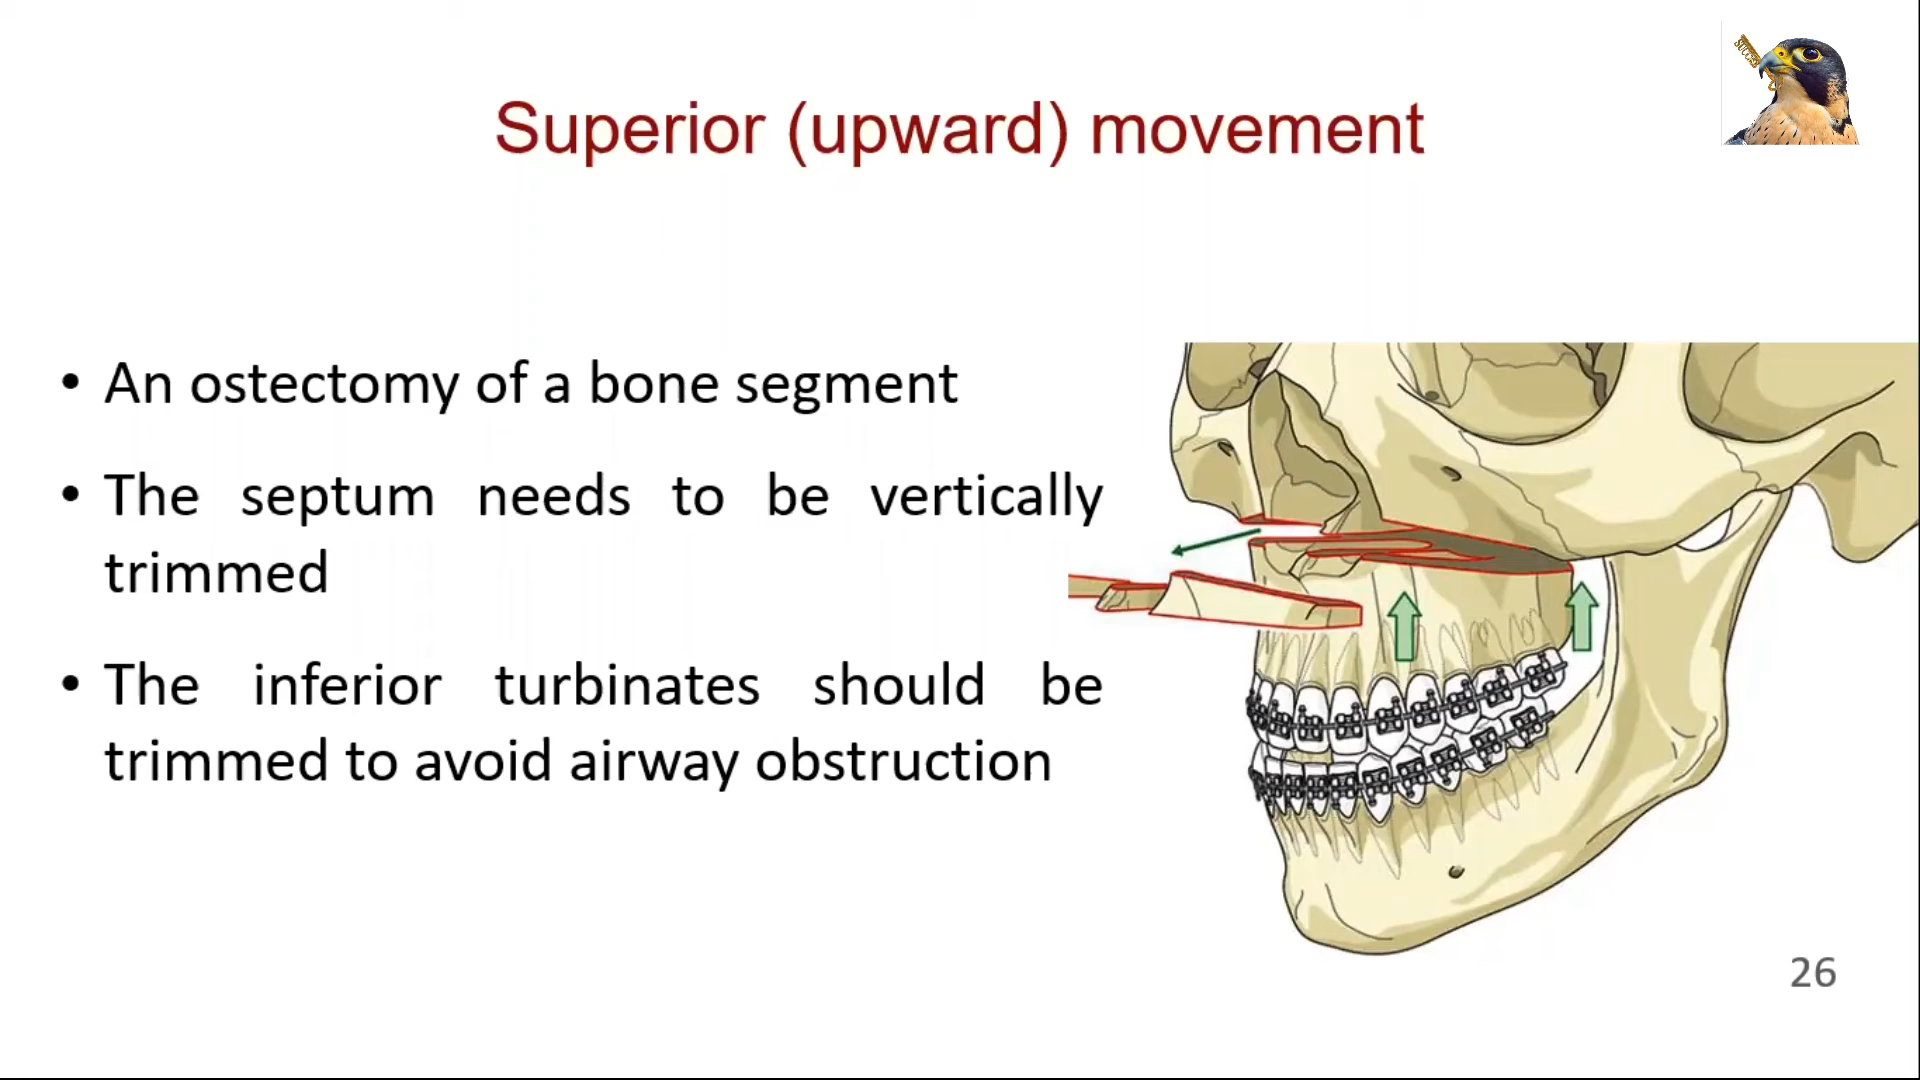 SUCCESS
Superior (upward) movement
• An ostectomy of a bone segment
• The septum needs to be vertically
trimmed
• The inferior turbinates should be
trimmed to avoid airway obstruction
26